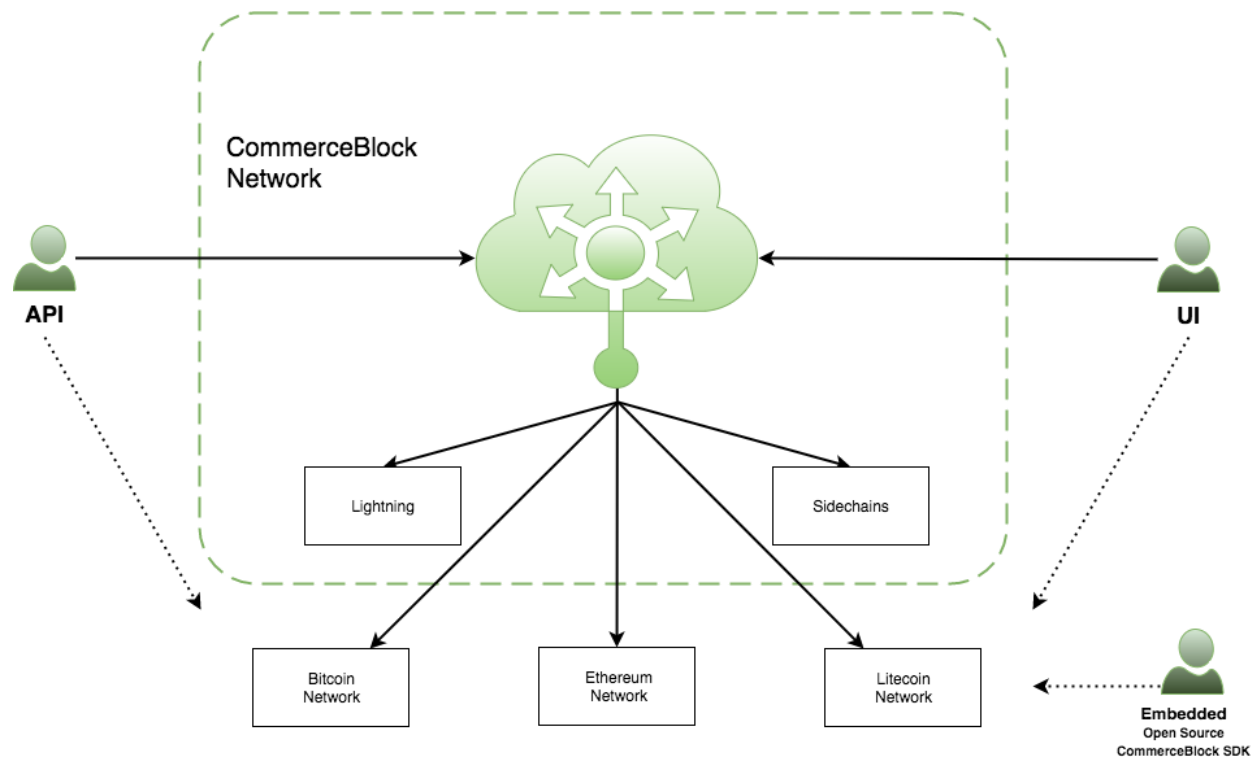 CommerceBlock
Network
API
UI
Lightning
Sidechains
Bitcoin
Network
Ethereum
Network
Litecoin
Network
Embedded
Open Source
CommerceBlock SDK